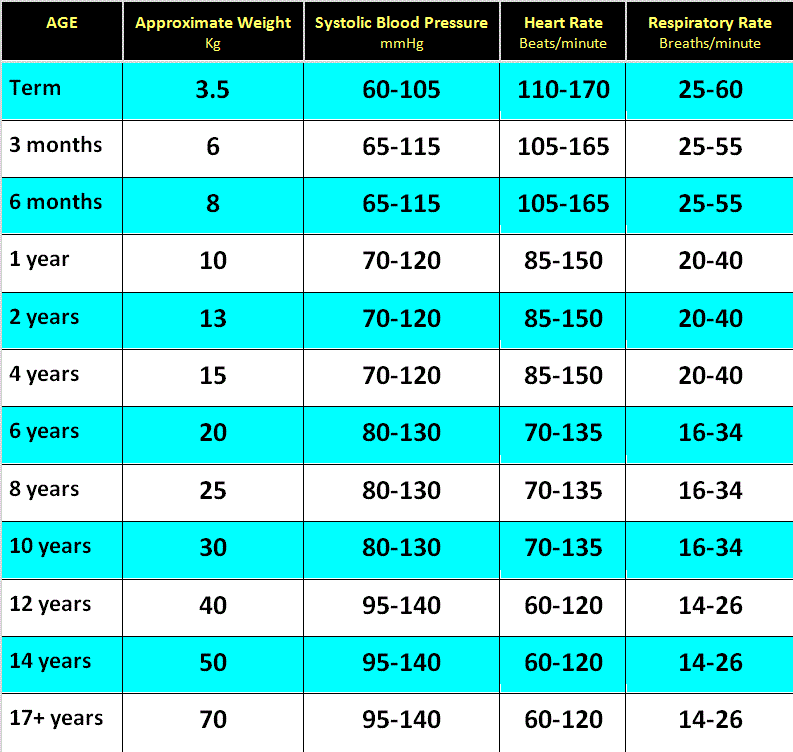 AGE Approximate Weight Systolic Blood Pressure Heart Rate Respiratory Rate
Kg mmHg Beats/minute Breaths/minute
Term 3.5 60-105 110-170 25-60
3 months 6 65-115 105-165 25-55
6 months 8 65-115 105-165 25-55
1 year 10 70-120 85-150 20-40
2 years 13 70-120 85-150 20-40
4 years 15 70-120 85-150 20-40
6 years 20 80-130 70-135 16-34
8 years 25 80-130 70-135 16-34
10 years 30 80-130 70-135 16-34
12 years 40 95-140 60-120 14-26
14 years 50 95-140 60-120 14-26
17+ years 70 95-140 60-120 14-26